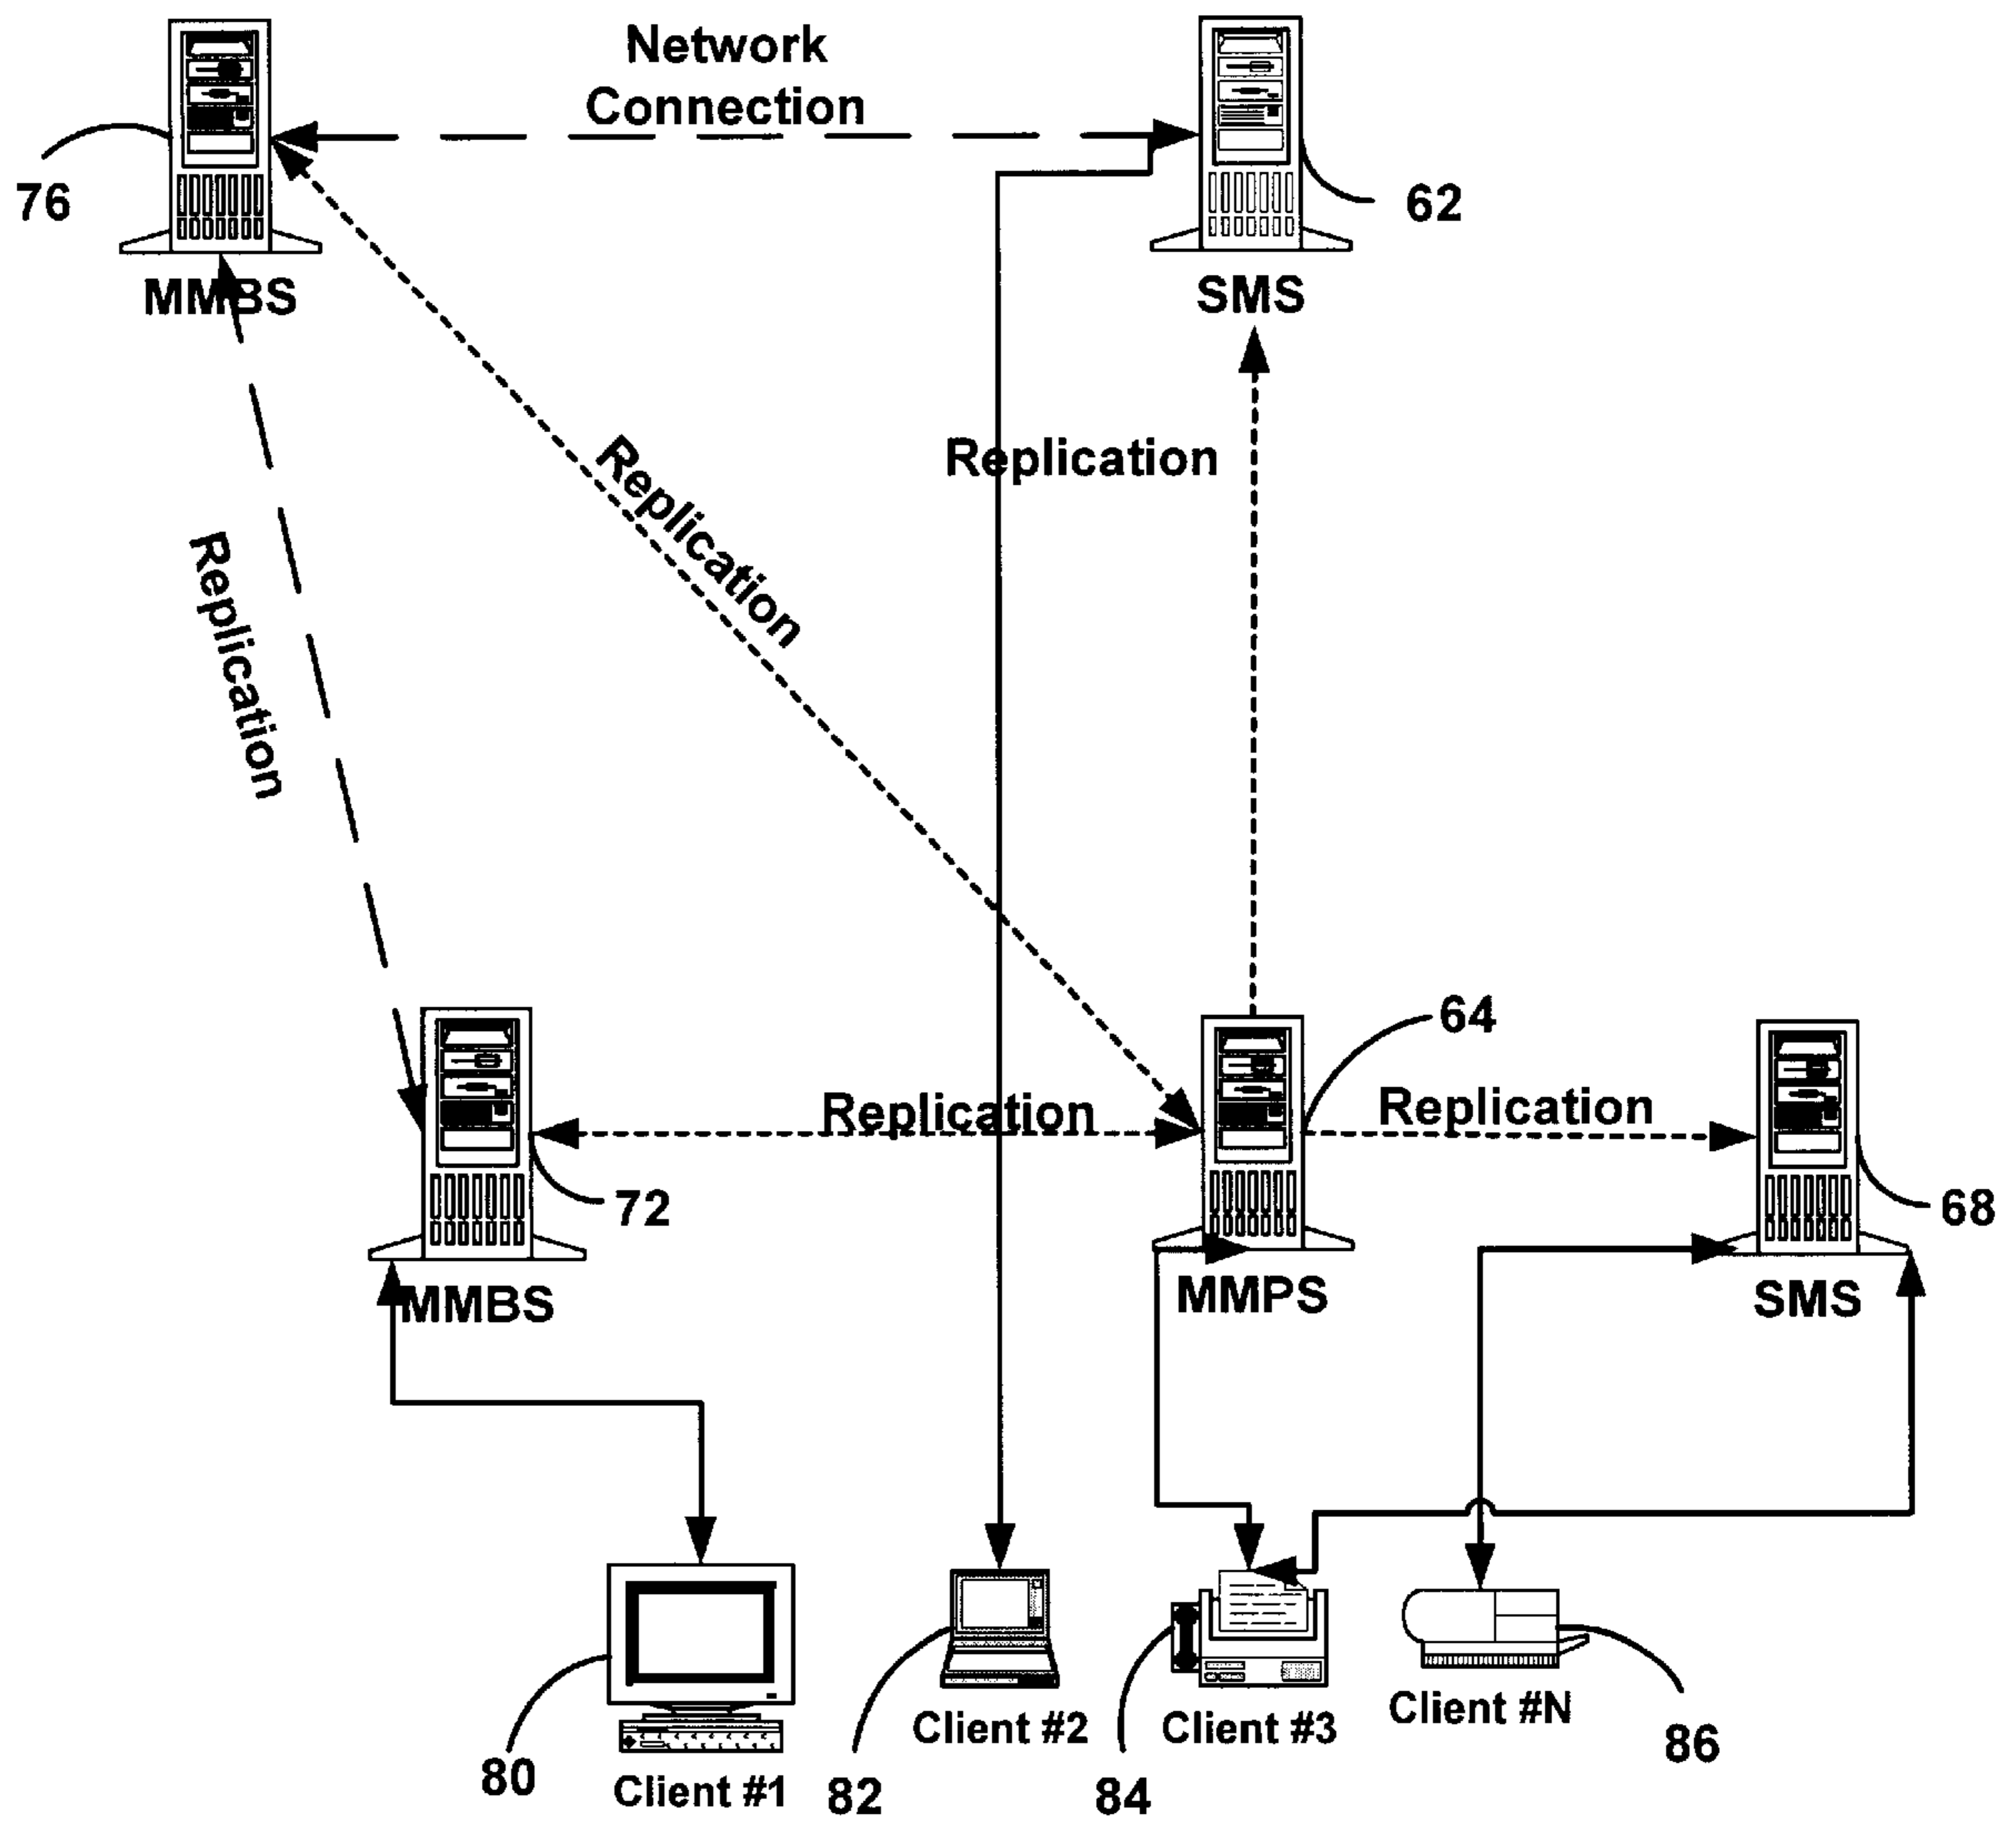 Network
Connection
76
62
MMBS
SMS
Replication
Replication
Replication
64
Replication
Replication
72
68
MMBS
MMPS
SMS
Client #N
Client #2
Client #3
86
80
Client #1
82
84